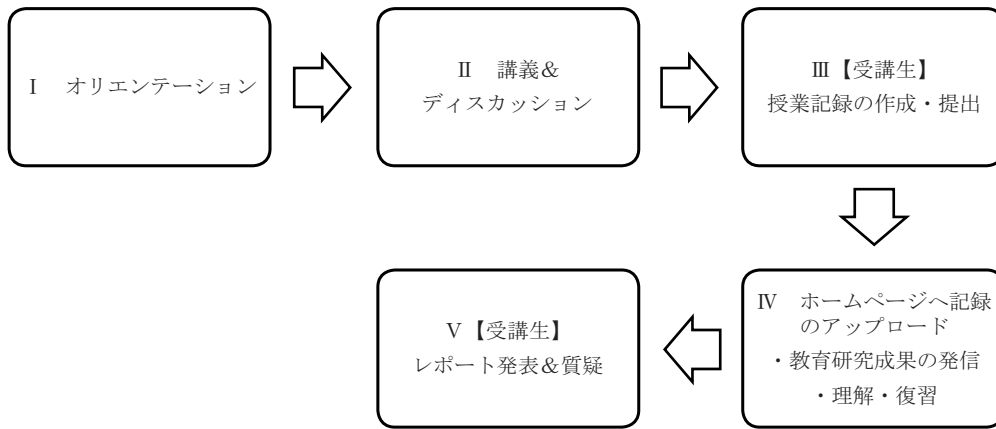 Ⅰ　オリエンテーション
Ⅱ　講義＆
ディスカッション
Ⅲ【受講生】
授業記録の作成・提出
Ⅳ　ホームページへ記録
のアップロード
・教育研究成果の発信
・理解・復習
Ⅴ【受講生】
レポート発表＆質疑